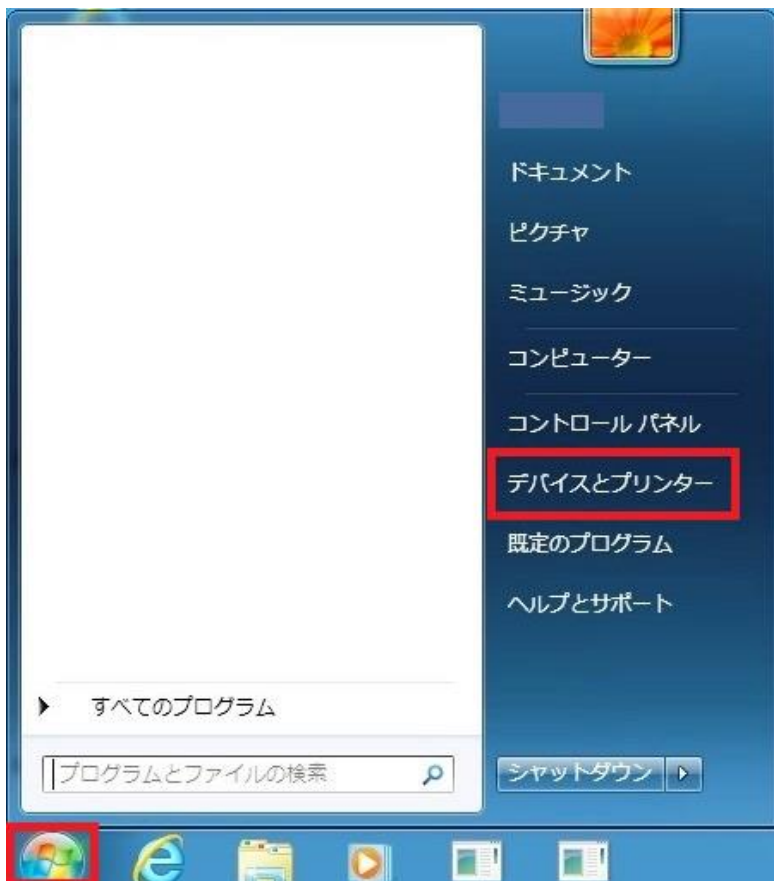 ドキュメント
ピクチャ
ミュージック
コンピューター
コントロール パネル
デバイスとプリンター
既定のプログラム
ヘルプとサポート
すべてのプログラム
プログラムとファイルの検索
シャットダウン